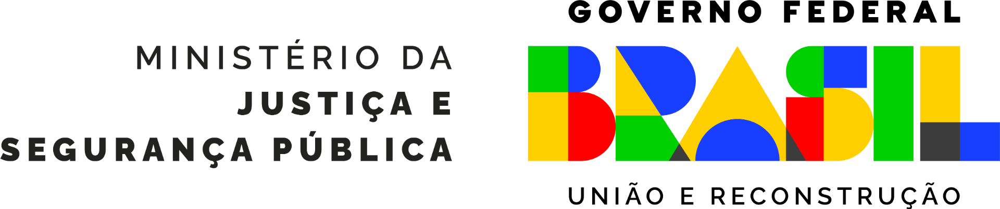 MINISTÉRIO DA
JUSTIÇA E
SEGURANÇA PÚBLICA
GOVERNO FEDERAL
BRASIL
UNIÃO E RECONSTRUÇÃO